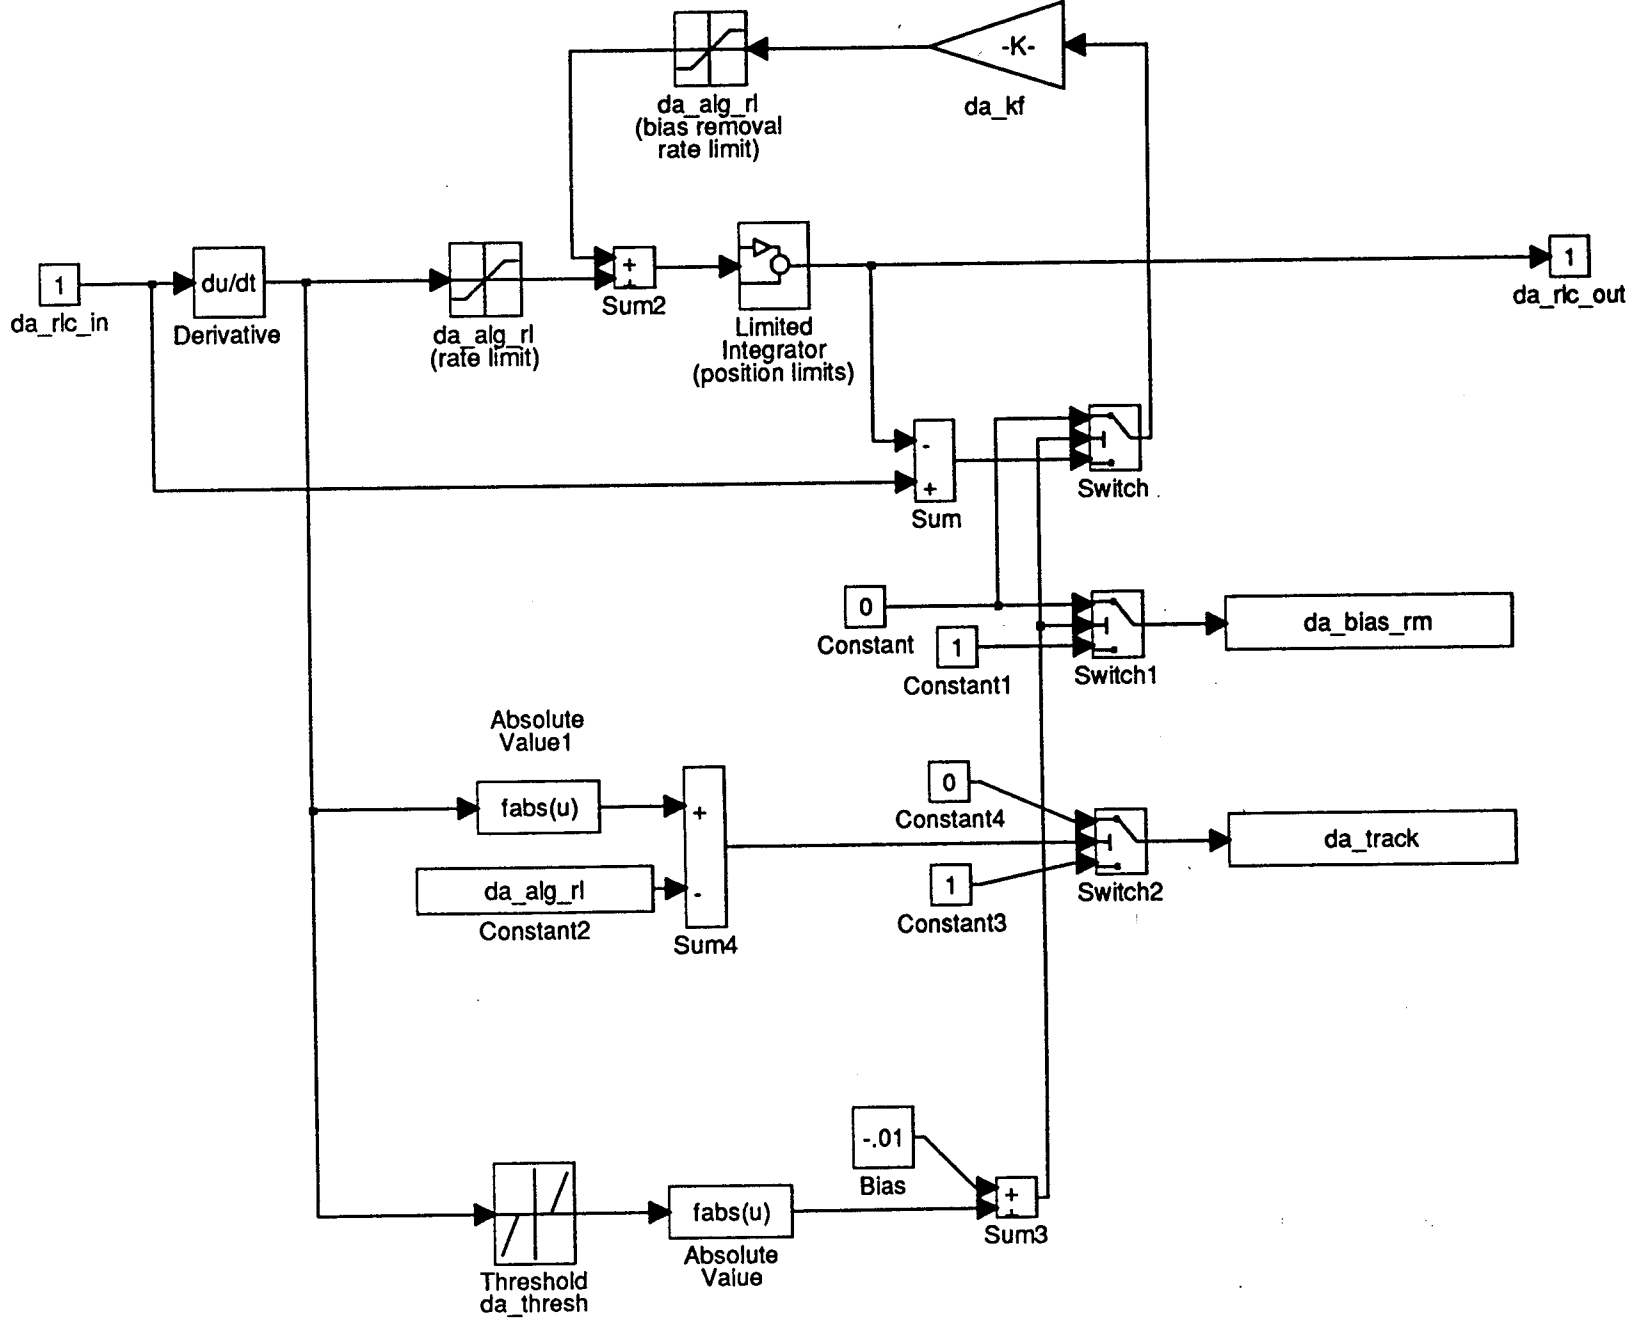 -K-
da_alg_rl
(bias removal
rate limit)
da_kf
1
da_rlc_in
du/dt
Derivative
da_alg_rl
(rate limit)
+
+
Sum2
Limited
Integrator
(position limits)
1
da_rlc_out
-
+
Sum
Switch
0
Constant
1
Constant1
Switch1
da_bias_rm
Absolute
Value1
fabs(u)
da_alg_rl
Constant2
+
-
Sum4
0
Constant4
1
Constant3
Switch2
da_track
-.01
Bias
+
+
Sum3
Threshold
da_thresh
fabs(u)
Absolute
Value